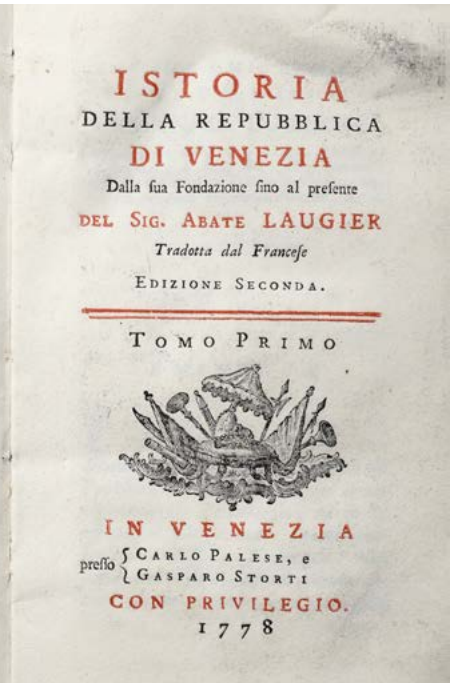 ISTORIA
DELLA REPUBBLICA
DI VENEZIA
Dalla ſua Fondazione ſino al preſente
DEL SIG. ABATE LAUGIER
Tradotta dal Franceſe
EDIZIONE SECONDA.
TOMO PRIMO
IN VENEZIA
preſſo { CARLO PALESE, e
GASPARO STORTI
CON PRIVILEGIO.
1778